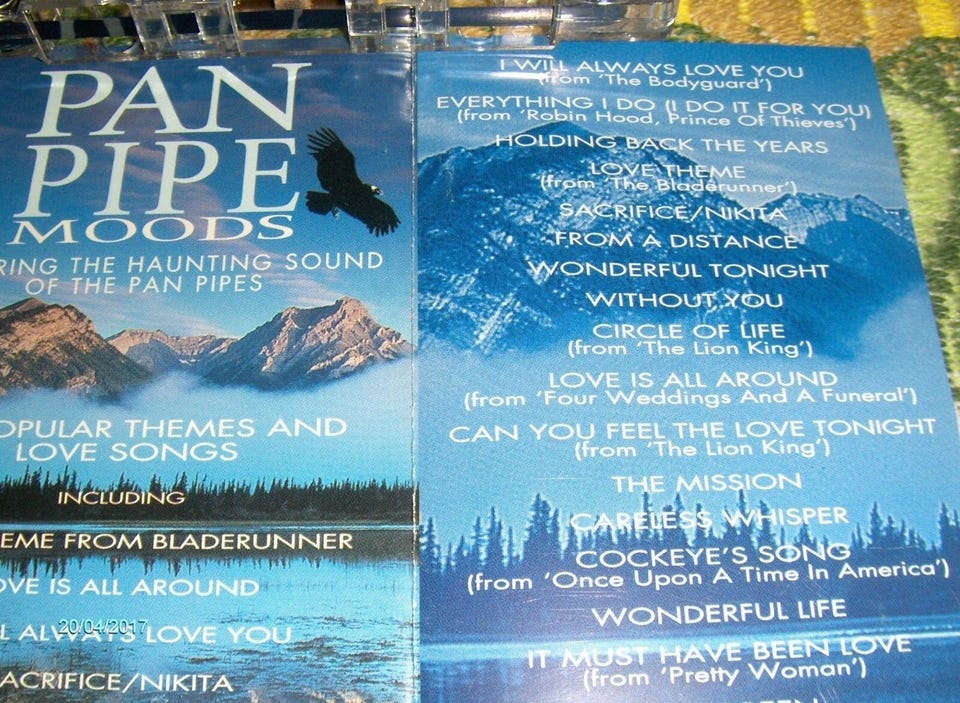 PAN
PIPE
MOODS
RING THE HAUNTING SOUND
OF THE PAN PIPES
OPULAR THEMES AND
LOVE SONGS
INCLUDING
EME FROM BLADERUNNER
OVE IS ALL AROUND
L ALWAYS LOVE YOU
20/04/2017
ACRIFICE/NIKITA
I WILL ALWAYS LOVE YOU
(from 'The Bodyguard')
EVERYTHING I DO (I DO IT FOR YOU)
(from 'Robin Hood, Prince Of Thieves')
HOLDING BACK THE YEARS
LOVE THEME
(from 'The Bladerunner')
SACRIFICE/NIKITA
FROM A DISTANCE
WONDERFUL TONIGHT
WITHOUT YOU
CIRCLE OF LIFE
(from 'The Lion King')
LOVE IS ALL AROUND
(from 'Four Weddings And A Funeral')
CAN YOU FEEL THE LOVE TONIGHT
(from 'The Lion King')
THE MISSION
CARELESS WHISPER
COCKEYE'S SONG
(from 'Once Upon A Time In America')
WONDERFUL LIFE
IT MUST HAVE BEEN LOVE
(from 'Pretty Woman')